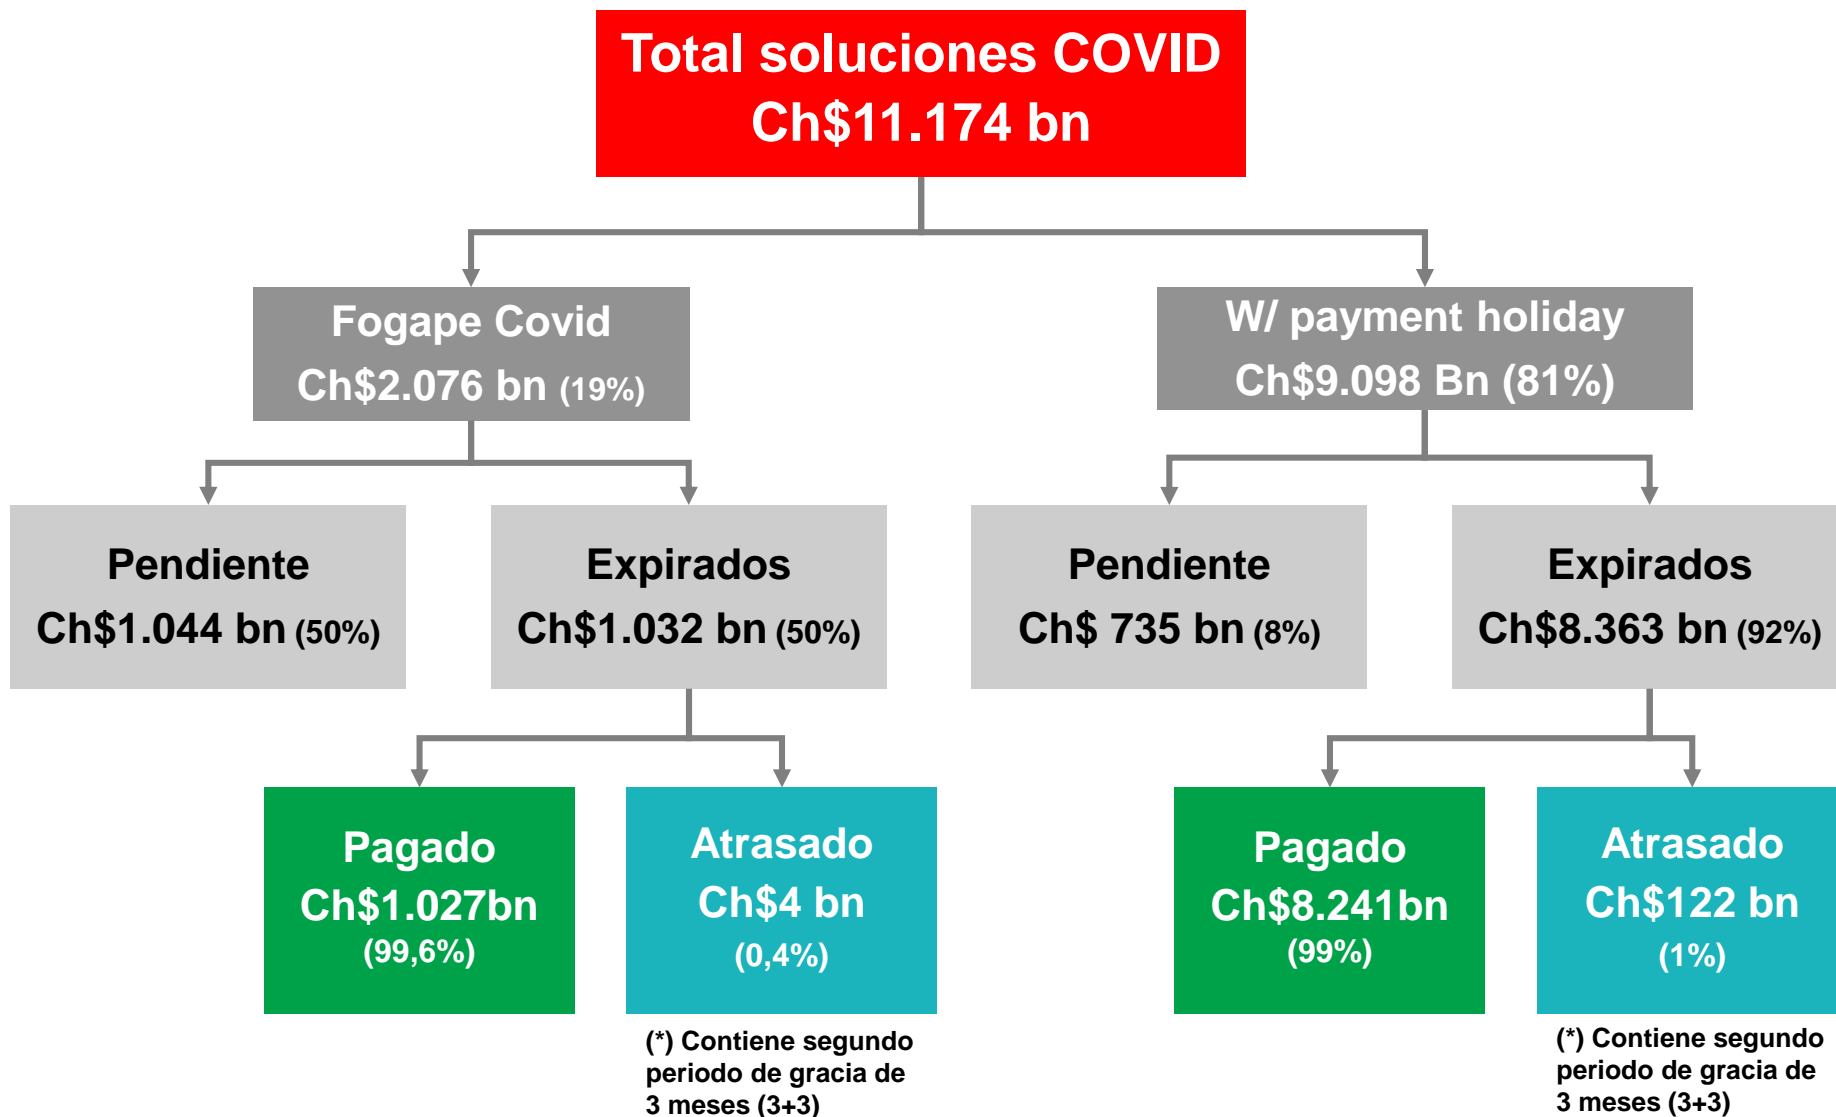 Total soluciones COVID
Ch$11.174 bn
Fogape Covid
Ch$2.076 bn (19%)
W/ payment holiday
Ch$9.098 Bn (81%)
Pendiente
Ch$1.044 bn (50%)
Expirados
Ch$1.032 bn (50%)
Pendiente
Ch$ 735 bn (8%)
Expirados
Ch$8.363 bn (92%)
Pagado
Ch$1.027bn
(99,6%)
Atrasado
Ch$4 bn
(0,4%)
Pagado
Ch$8.241bn
(99%)
Atrasado
Ch$122 bn
(1%)
(*) Contiene segundo
periodo de gracia de
3 meses (3+3)
(*) Contiene segundo
periodo de gracia de
3 meses (3+3)